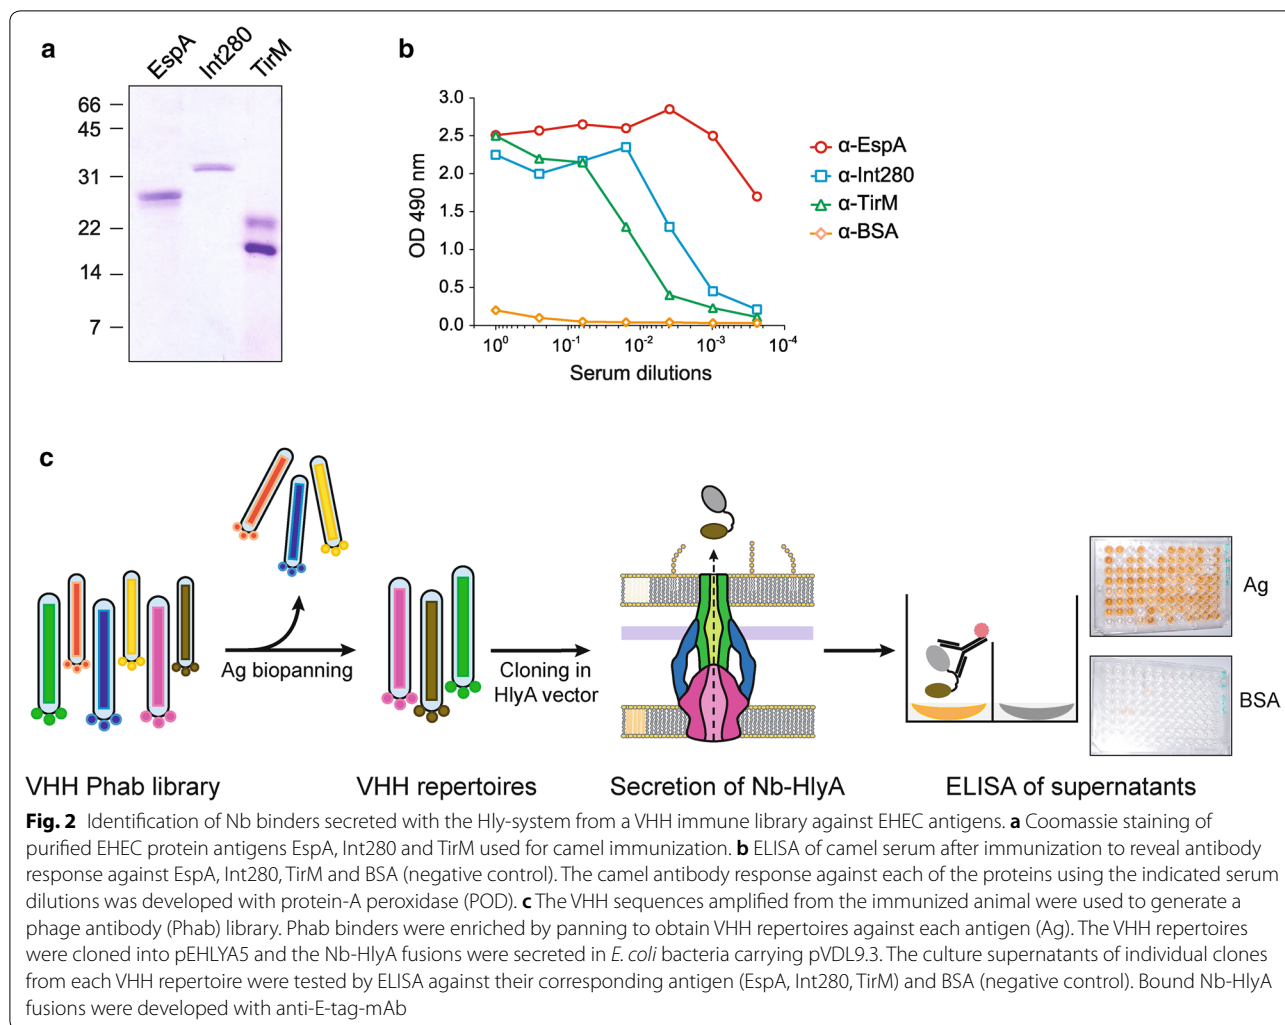 a
EspA
Int280
TirM
66
45
31
22
14
7
b
3.0
2.5
2.0
1.5
1.0
0.5
0.0
OD 490 nm
10⁰
10⁻¹
10⁻²
10⁻³
10⁻⁴
Serum dilutions
α-EspA
α-Int280
α-TirM
α-BSA
c
Ag biopanning
Cloning in
HlyA vector
Ag
BSA
VHH Phab library
VHH repertoires
Secretion of Nb-HlyA
ELISA of supernatants
Fig. 2 Identification of Nb binders secreted with the Hly-system from a VHH immune library against EHEC antigens. a Coomassie staining of
purified EHEC protein antigens EspA, Int280 and TirM used for camel immunization. b ELISA of camel serum after immunization to reveal antibody
response against EspA, Int280, TirM and BSA (negative control). The camel antibody response against each of the proteins using the indicated serum
dilutions was developed with protein-A peroxidase (POD). c The VHH sequences amplified from the immunized animal were used to generate a
phage antibody (Phab) library. Phab binders were enriched by panning to obtain VHH repertoires against each antigen (Ag). The VHH repertoires
were cloned into pEHLYA5 and the Nb-HlyA fusions were secreted in E. coli bacteria carrying pVDL9.3. The culture supernatants of individual clones
from each VHH repertoire were tested by ELISA against their corresponding antigen (EspA, Int280, TirM) and BSA (negative control). Bound Nb-HlyA
fusions were developed with anti-E-tag-mAb